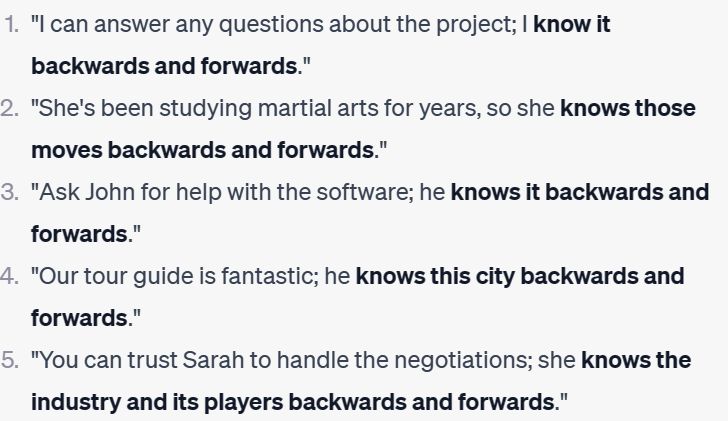 1. "I can answer any questions about the project; I know it
backwards and forwards."
2. "She's been studying martial arts for years, so she knows those
moves backwards and forwards."
3. "Ask John for help with the software; he knows it backwards and
forwards."
4. "Our tour guide is fantastic; he knows this city backwards and
forwards."
5. "You can trust Sarah to handle the negotiations; she knows the
industry and its players backwards and forwards."